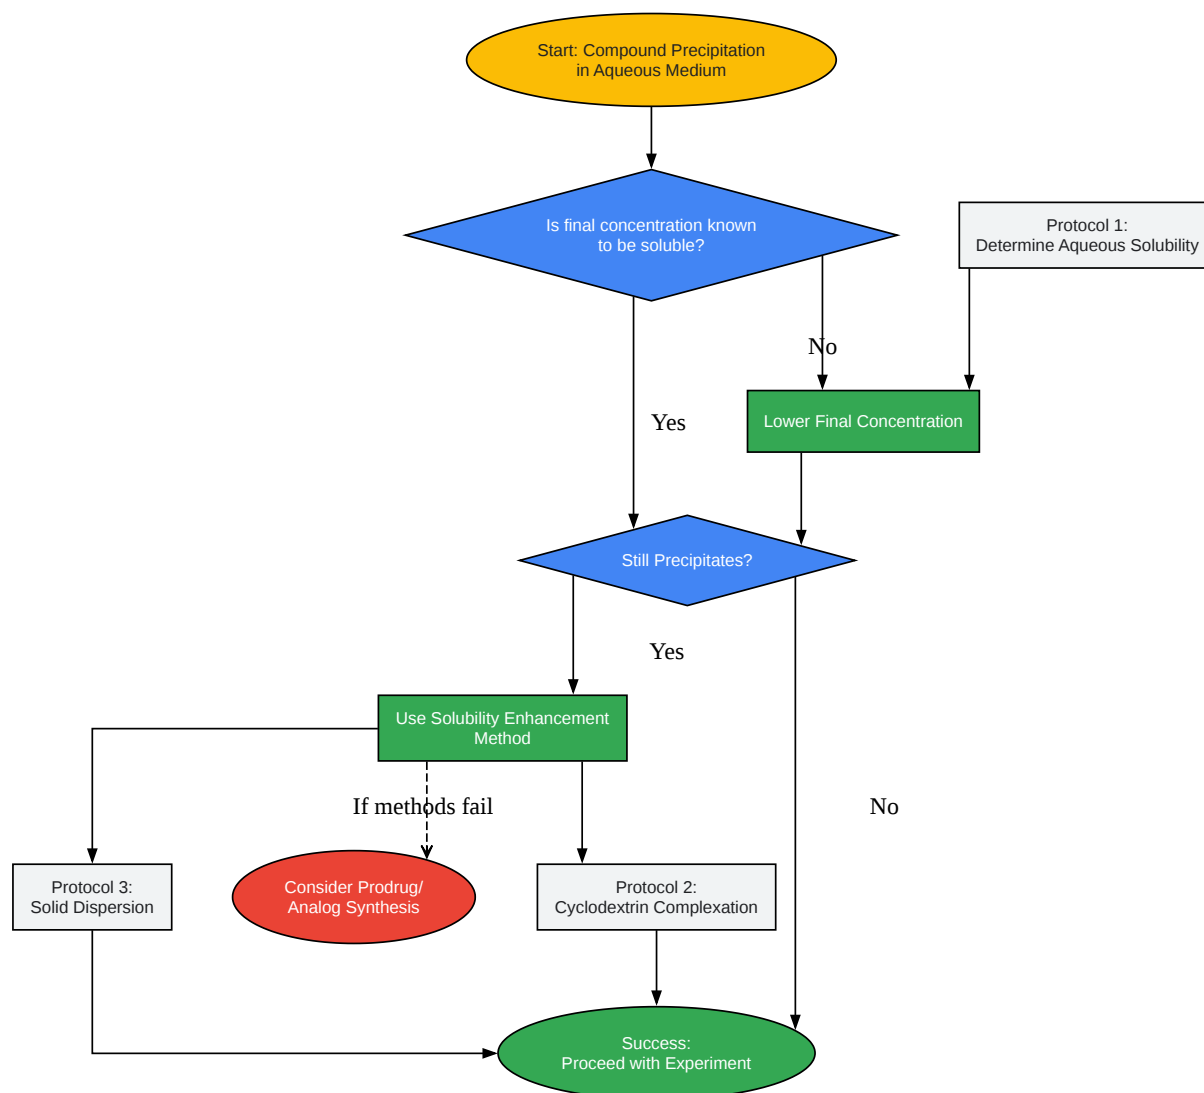 Start: Compound Precipitation
in Aqueous Medium
Is final concentration known
to be soluble?
Protocol 1:
Determine Aqueous Solubility
No
Yes
Lower Final Concentration
Still Precipitates?
Yes
Use Solubility Enhancement
Method
If methods fail
No
Protocol 3:
Solid Dispersion
Consider Prodrug/
Analog Synthesis
Protocol 2:
Cyclodextrin Complexation
Success:
Proceed with Experiment